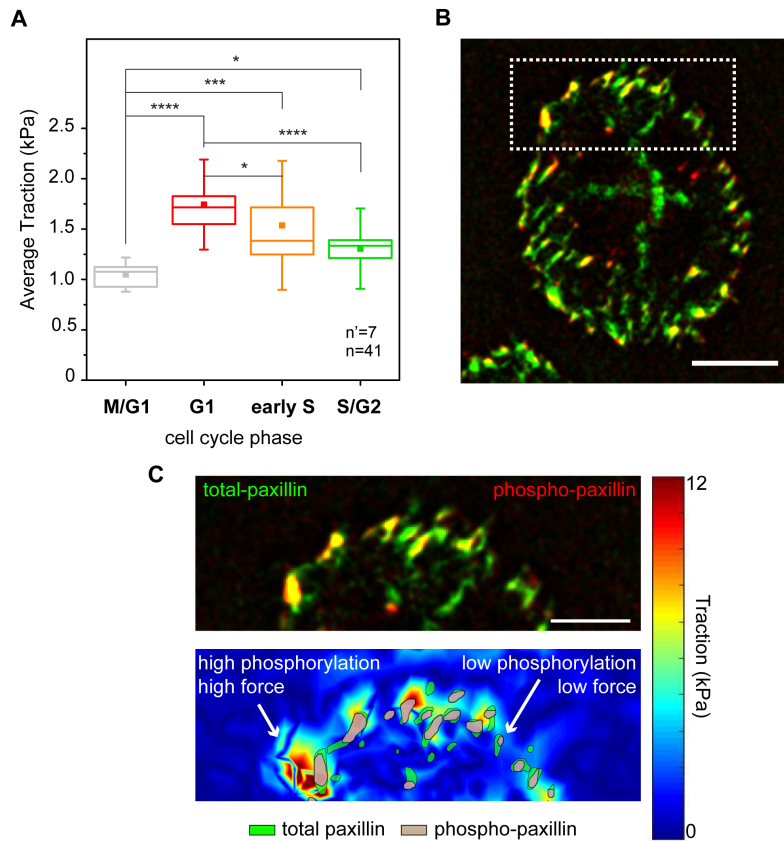 A
B
*
***
****
****
*
Average Traction (kPa)
2.5
2.0
1.5
1.0
0.5
0
n'=7
n=41
M/G1 G1 early S S/G2
cell cycle phase
C
total-paxillin phospho-paxillin
12
Traction (kPa)
0
high phosphorylation
high force
low phosphorylation
low force
total paxillin phospho-paxillin